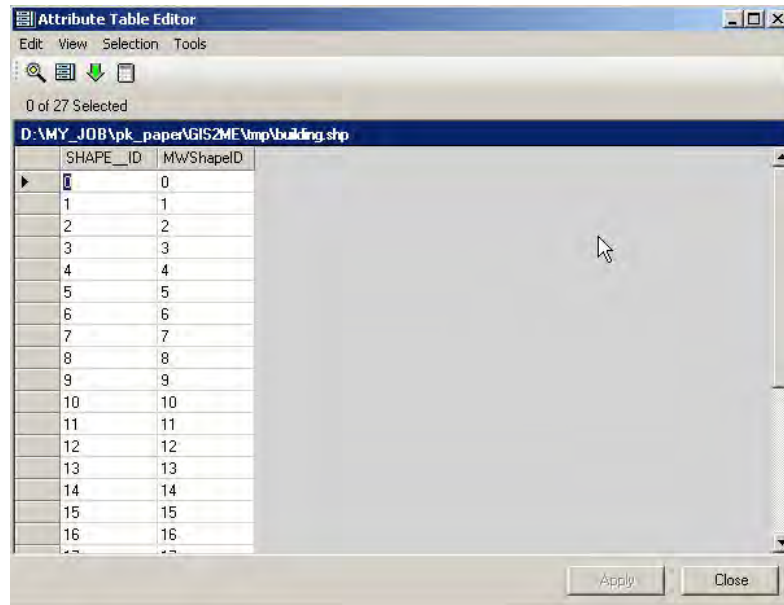 Attribute Table Editor
Edit View Selection Tools
0 of 27 Selected
D:\MY_JOB\pk_paper\GIS2ME\tmp\building.shp
SHAPE__ID MWShapeID
0 0
1 1
2 2
3 3
4 4
5 5
6 6
7 7
8 8
9 9
10 10
11 11
12 12
13 13
14 14
15 15
16 16
Apply Close